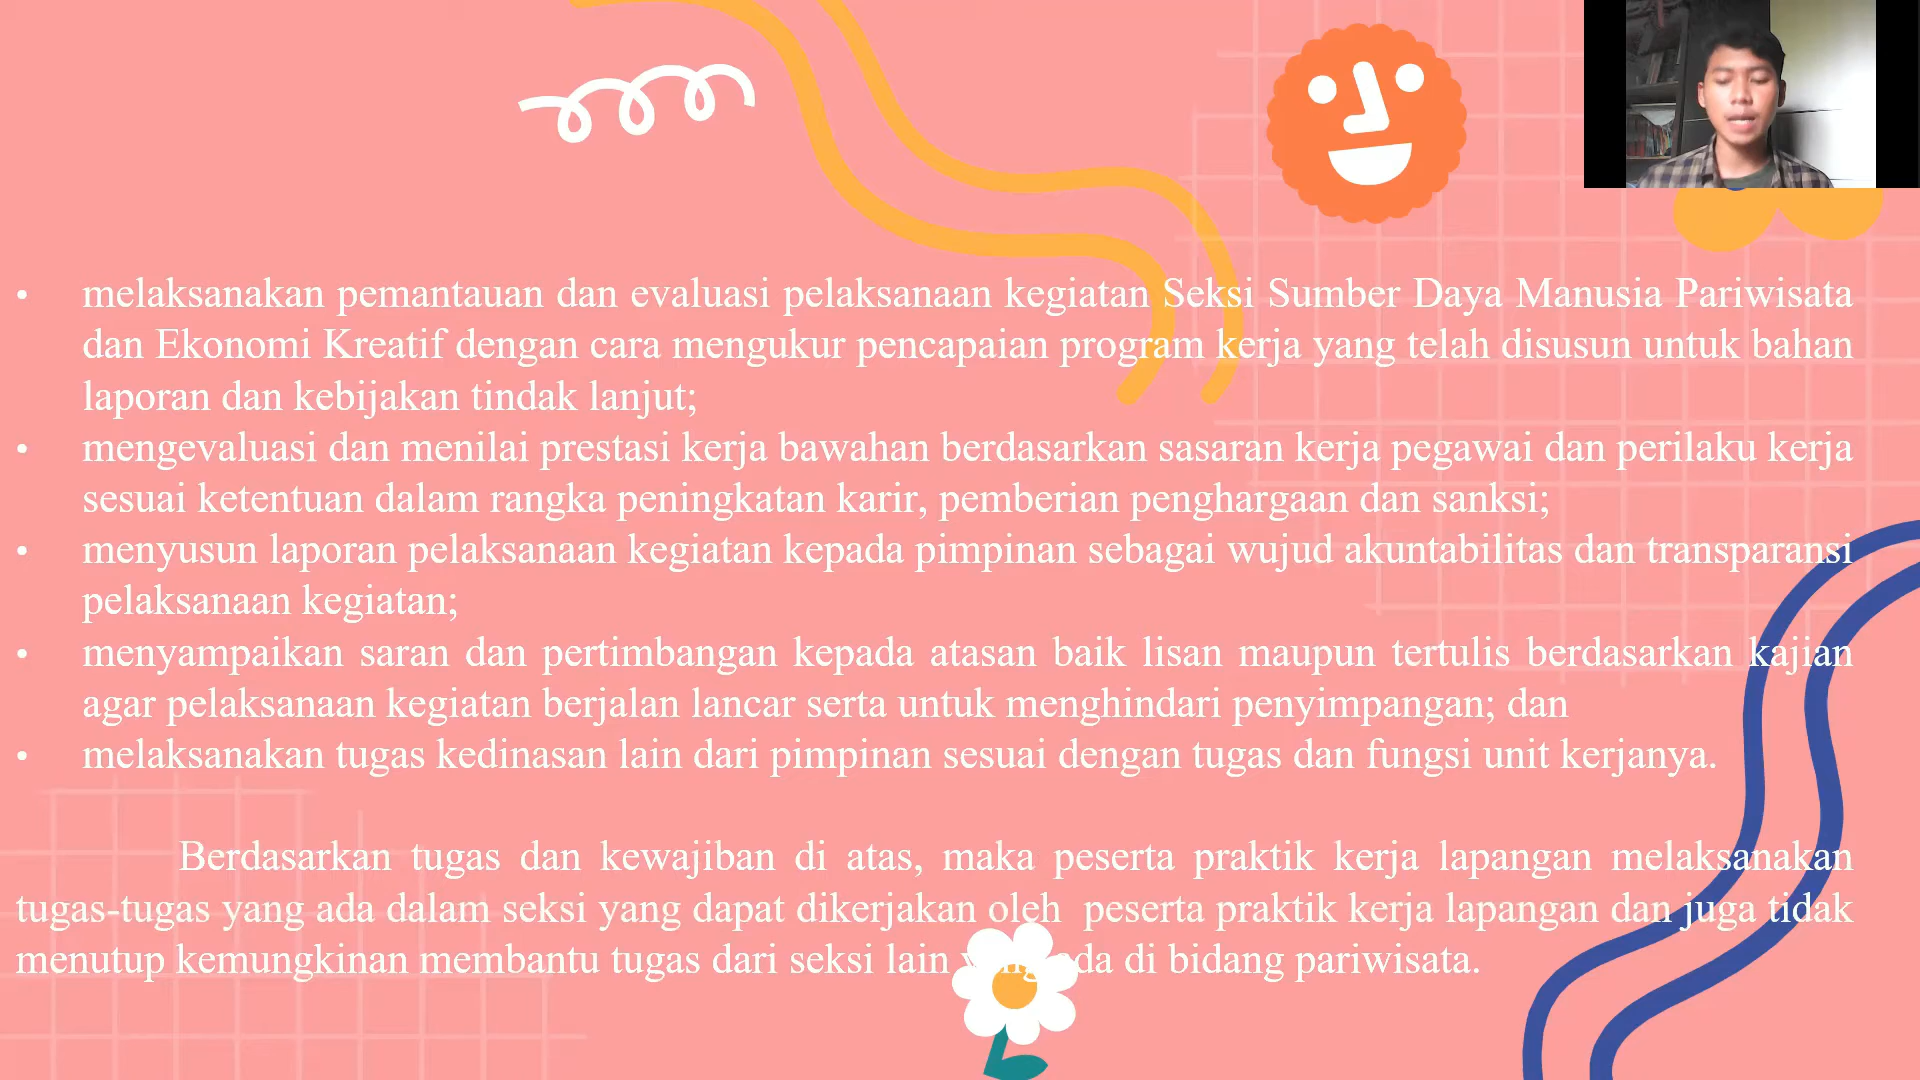 • melaksanakan pemantauan dan evaluasi pelaksanaan kegiatan Seksi Sumber Daya Manusia Pariwisata
dan Ekonomi Kreatif dengan cara mengukur pencapaian program kerja yang telah disusun untuk bahan
laporan dan kebijakan tindak lanjut;
• mengevaluasi dan menilai prestasi kerja bawahan berdasarkan sasaran kerja pegawai dan perilaku kerja
sesuai ketentuan dalam rangka peningkatan karir, pemberian penghargaan dan sanksi;
• menyusun laporan pelaksanaan kegiatan kepada pimpinan sebagai wujud akuntabilitas dan transparansi
pelaksanaan kegiatan;
• menyampaikan saran dan pertimbangan kepada atasan baik lisan maupun tertulis berdasarkan kajian
agar pelaksanaan kegiatan berjalan lancar serta untuk menghindari penyimpangan; dan
• melaksanakan tugas kedinasan lain dari pimpinan sesuai dengan tugas dan fungsi unit kerjanya.
Berdasarkan tugas dan kewajiban di atas, maka peserta praktik kerja lapangan melaksanakan
tugas-tugas yang ada dalam seksi yang dapat dikerjakan oleh peserta praktik kerja lapangan dan juga tidak
menutup kemungkinan membantu tugas dari seksi lain yang ada di bidang pariwisata.